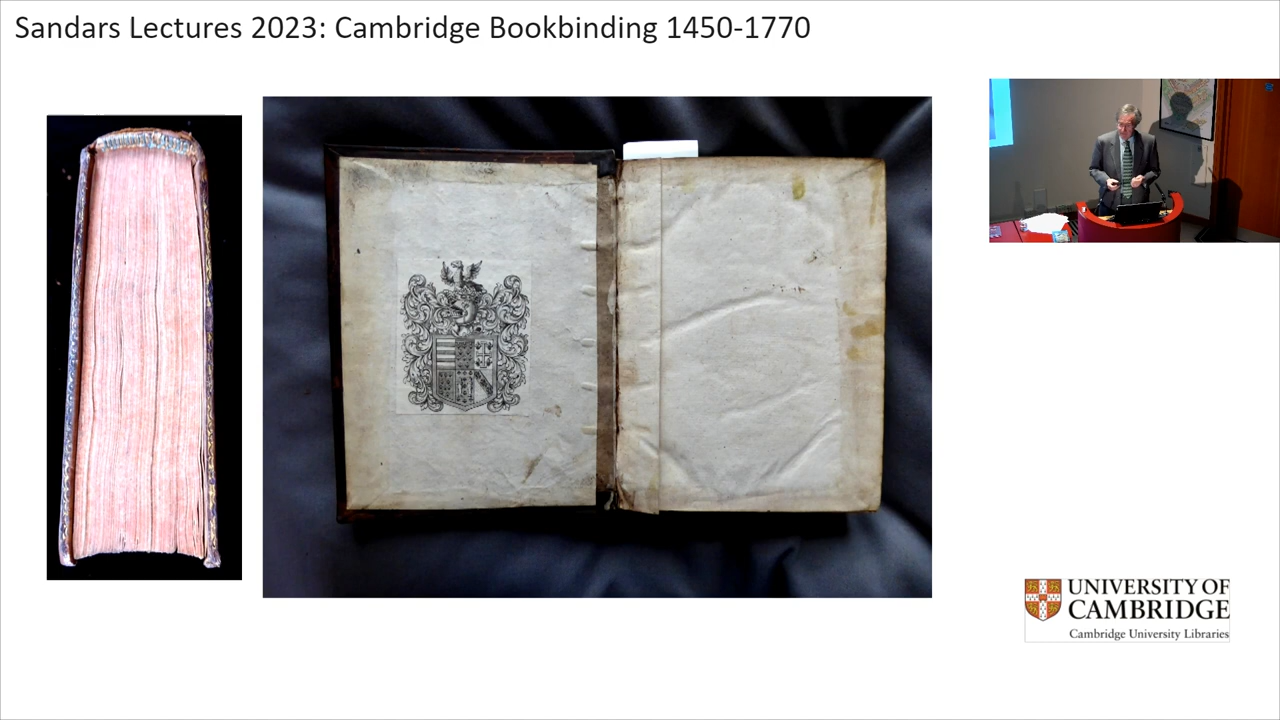 Sandars Lectures 2023: Cambridge Bookbinding 1450-1770
UNIVERSITY OF
CAMBRIDGE
Cambridge University Libraries